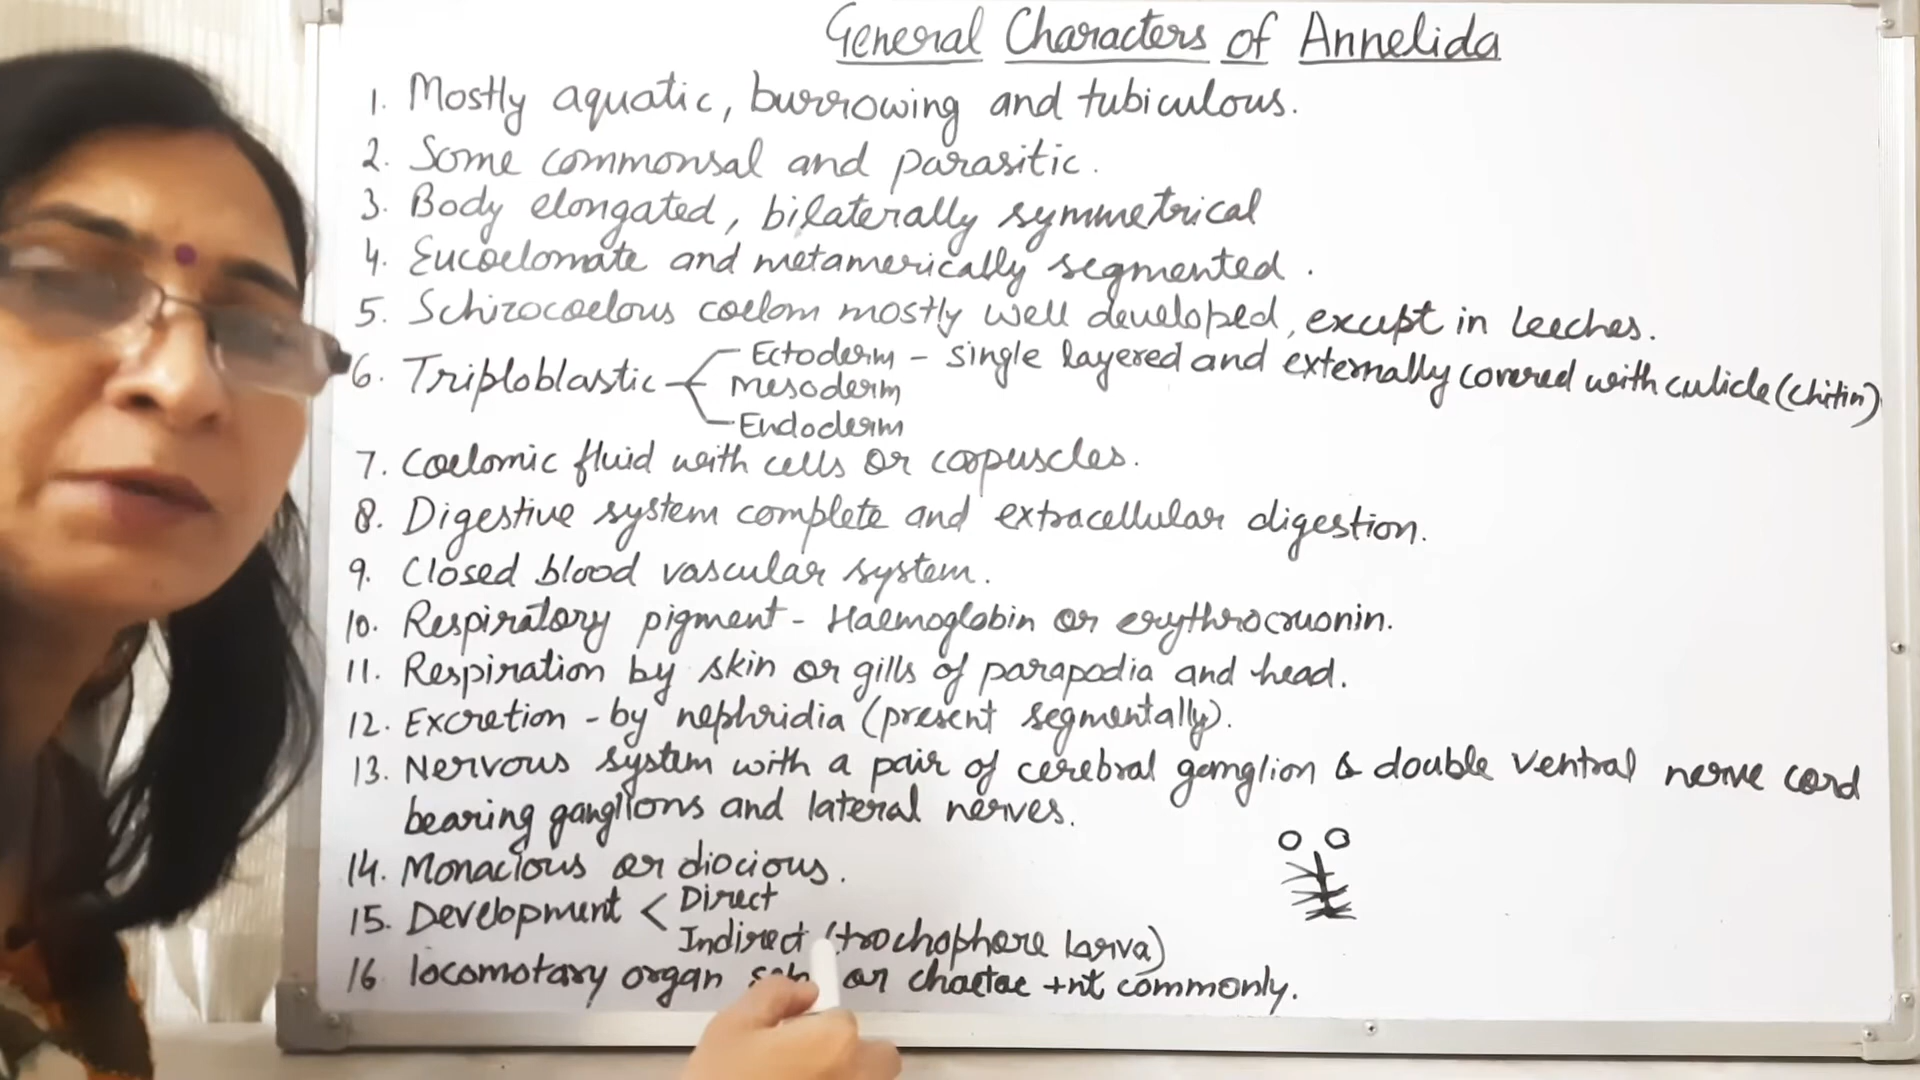 General Characters of Annelida
1. Mostly aquatic, burrowing and tubiculous.
2. Some commonsal and parasitic.
3. Body elongated, bilaterally symmetrical
4. Eucoelomate and metamerically segmented.
5. Schizocoelous coelom mostly well developed, except in leeches.
6. Triploblastic
Ectoderm - single layered and externally covered with cuticle (chitin)
Mesoderm
Endoderm
7. Coelomic fluid with cells or corpuscles.
8. Digestive system complete and extracellular digestion.
9. Closed blood vascular system.
10. Respiratory pigment - Haemoglobin or erythrocruonin.
11. Respiration by skin or gills of parapodia and head.
12. Excretion - by nephridia (present segmentally).
13. Nervous system with a pair of cerebral ganglion & double ventral nerve cord
bearing ganglions and lateral nerves.
14. Monacious or diocious.
15. Development < Direct
Indirect (trochophore larva)
16 locomotary organ or chaetae +nt commonly.